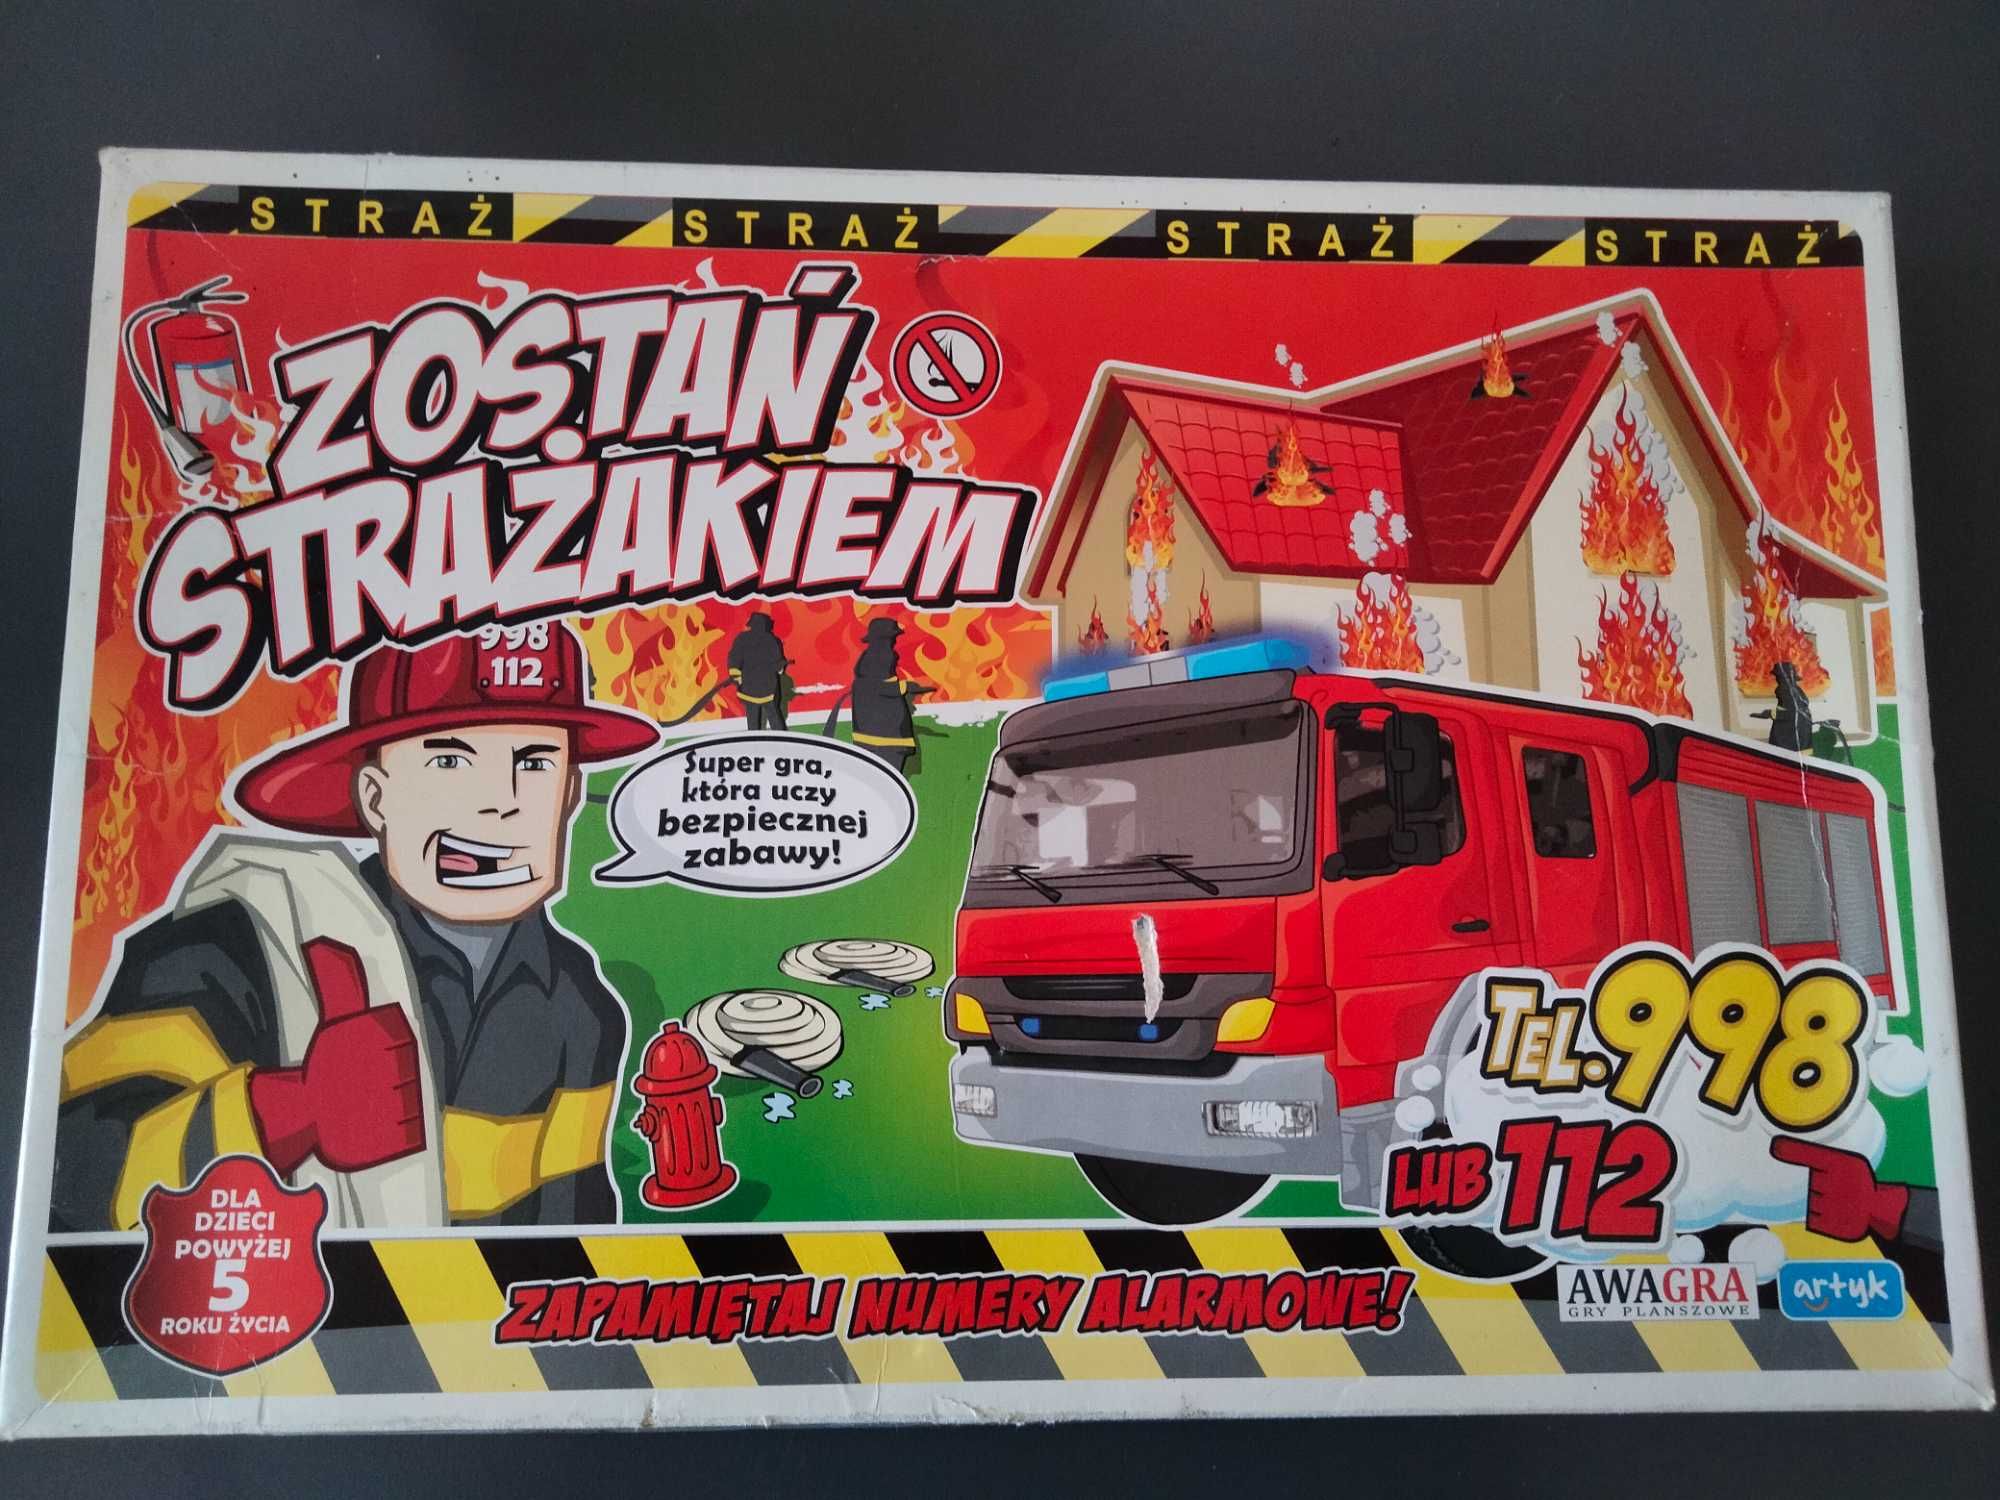 STRAŻ STRAŻ STRAŻ STRAŻ
ZOSTAŃ
STRAŻAKIEM
998
112
Super gra,
która uczy
bezpiecznej
zabawy!
TEL. 998
LUB 112
DLA
DZIECI
POWYŻEJ
5
ROKU ŻYCIA
ZAPAMIĘTAJ NUMERY ALARMOWE!
AWAGRA
GRY PLANSZOWE
artyk